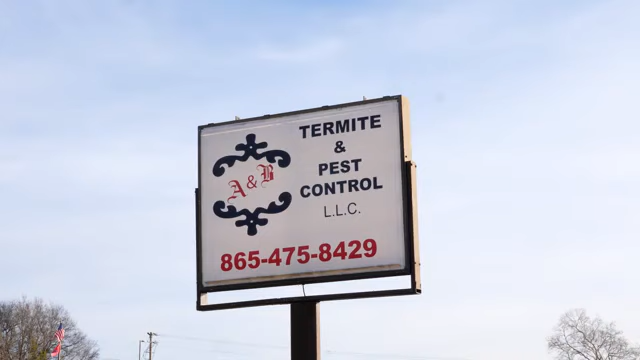 A&B
TERMITE
&
PEST
CONTROL
L.L.C.
865-475-8429